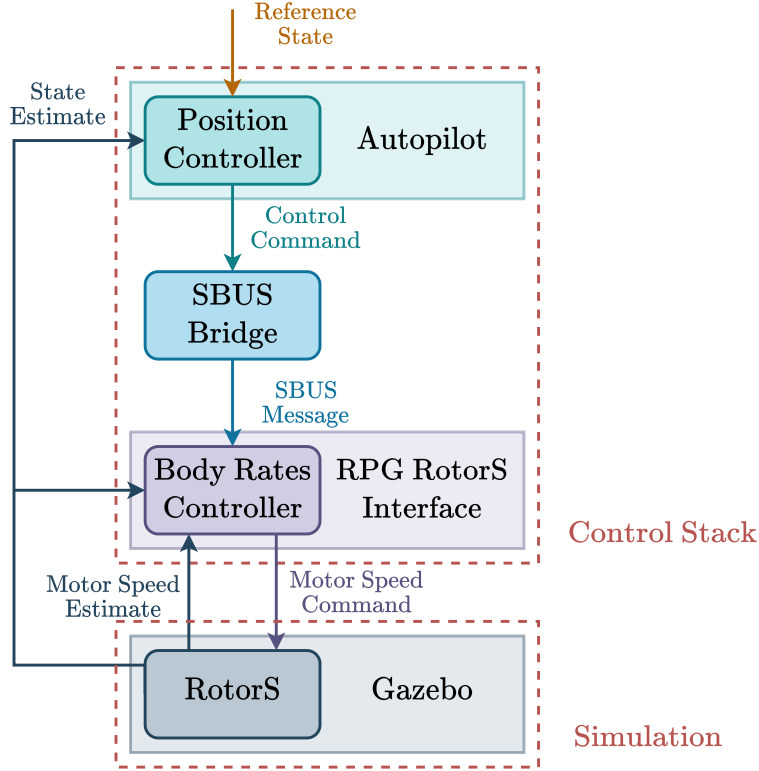 Reference
State
State
Estimate
Position
Controller
Autopilot
Control
Command
SBUS
Bridge
SBUS
Message
Body Rates
Controller
RPG RotorS
Interface
Control Stack
Motor Speed
Estimate
Motor Speed
Command
RotorS
Gazebo
Simulation